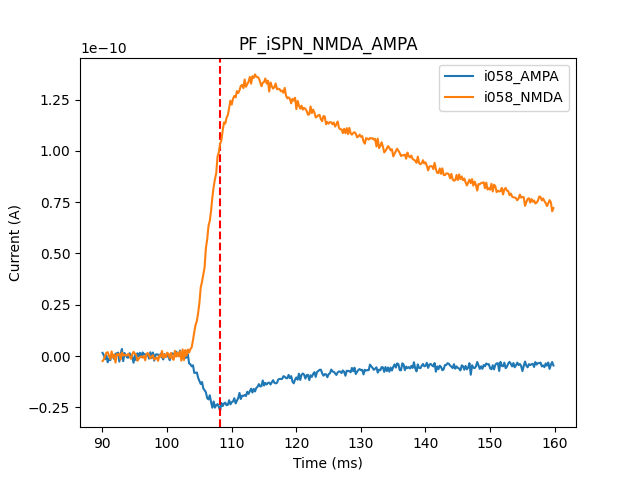 PF_iSPN_NMDA_AMPA
1e−10
i058_AMPA
i058_NMDA
1.25
1.00
0.75
0.50
0.25
0.00
−0.25
Current (A)
90 100 110 120 130 140 150 160
Time (ms)